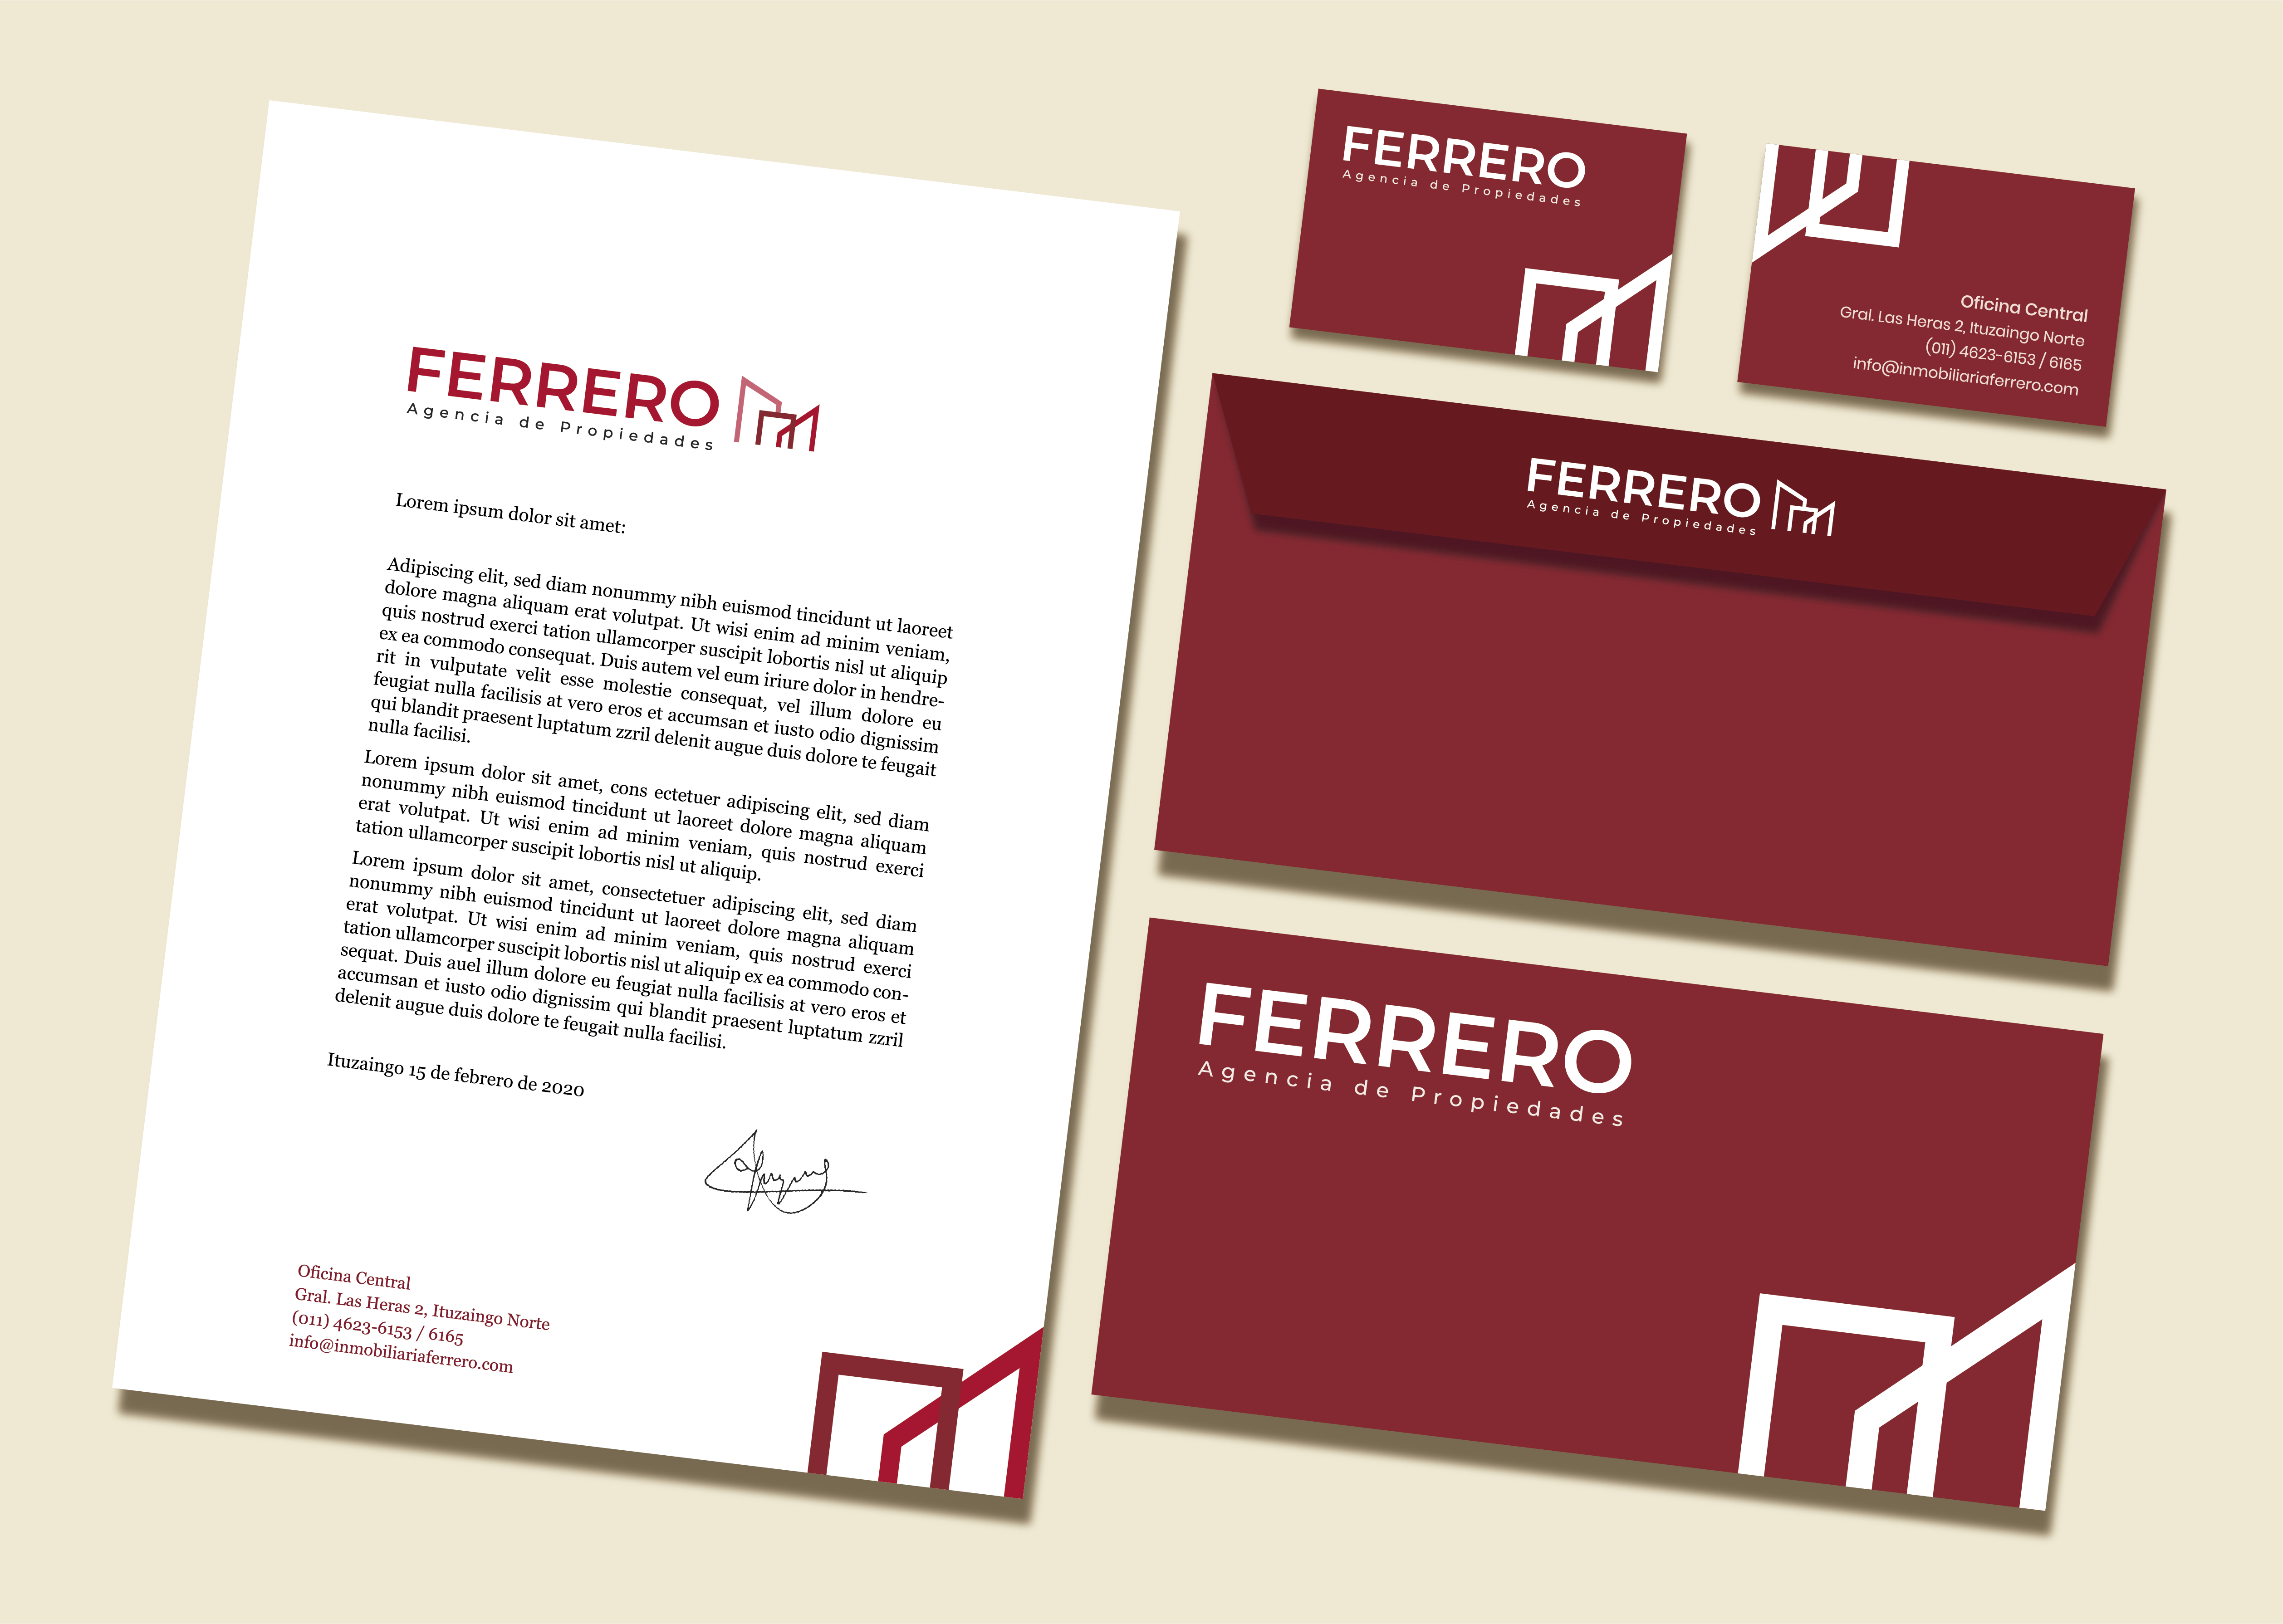 FERRERO
Agencia de Propiedades
Lorem ipsum dolor sit amet:
Adipiscing elit, sed diam nonummy nibh euismod tincidunt ut laoreet
dolore magna aliquam erat volutpat. Ut wisi enim ad minim veniam,
quis nostrud exerci tation ullamcorper suscipit lobortis nisl ut aliquip
ex ea commodo consequat. Duis autem vel eum iriure dolor in hendre-
rit in vulputate velit esse molestie consequat, vel illum dolore eu
feugiat nulla facilisis at vero eros et accumsan et iusto odio dignissim
qui blandit praesent luptatum zzril delenit augue duis dolore te feugait
nulla facilisi.
Lorem ipsum dolor sit amet, cons ectetuer adipiscing elit, sed diam
nonummy nibh euismod tincidunt ut laoreet dolore magna aliquam
erat volutpat. Ut wisi enim ad minim veniam, quis nostrud exerci
tation ullamcorper suscipit lobortis nisl ut aliquip.
Lorem ipsum dolor sit amet, consectetuer adipiscing elit, sed diam
nonummy nibh euismod tincidunt ut laoreet dolore magna aliquam
erat volutpat. Ut wisi enim ad minim veniam, quis nostrud exerci
tation ullamcorper suscipit lobortis nisl ut aliquip ex ea commodo con-
sequat. Duis auel illum dolore eu feugiat nulla facilisis at vero eros et
accumsan et iusto odio dignissim qui blandit praesent luptatum zzril
delenit augue duis dolore te feugait nulla facilisi.
Ituzaingo 15 de febrero de 2020
Oficina Central
Gral. Las Heras 2, Ituzaingo Norte
(011) 4623-6153 / 6165
info@inmobiliariaferrero.com
FERRERO
Agencia de Propiedades
Oficina Central
Gral. Las Heras 2, Ituzaingo Norte
(011) 4623-6153 / 6165
info@inmobiliariaferrero.com
FERRERO
Agencia de Propiedades
FERRERO
Agencia de Propiedades